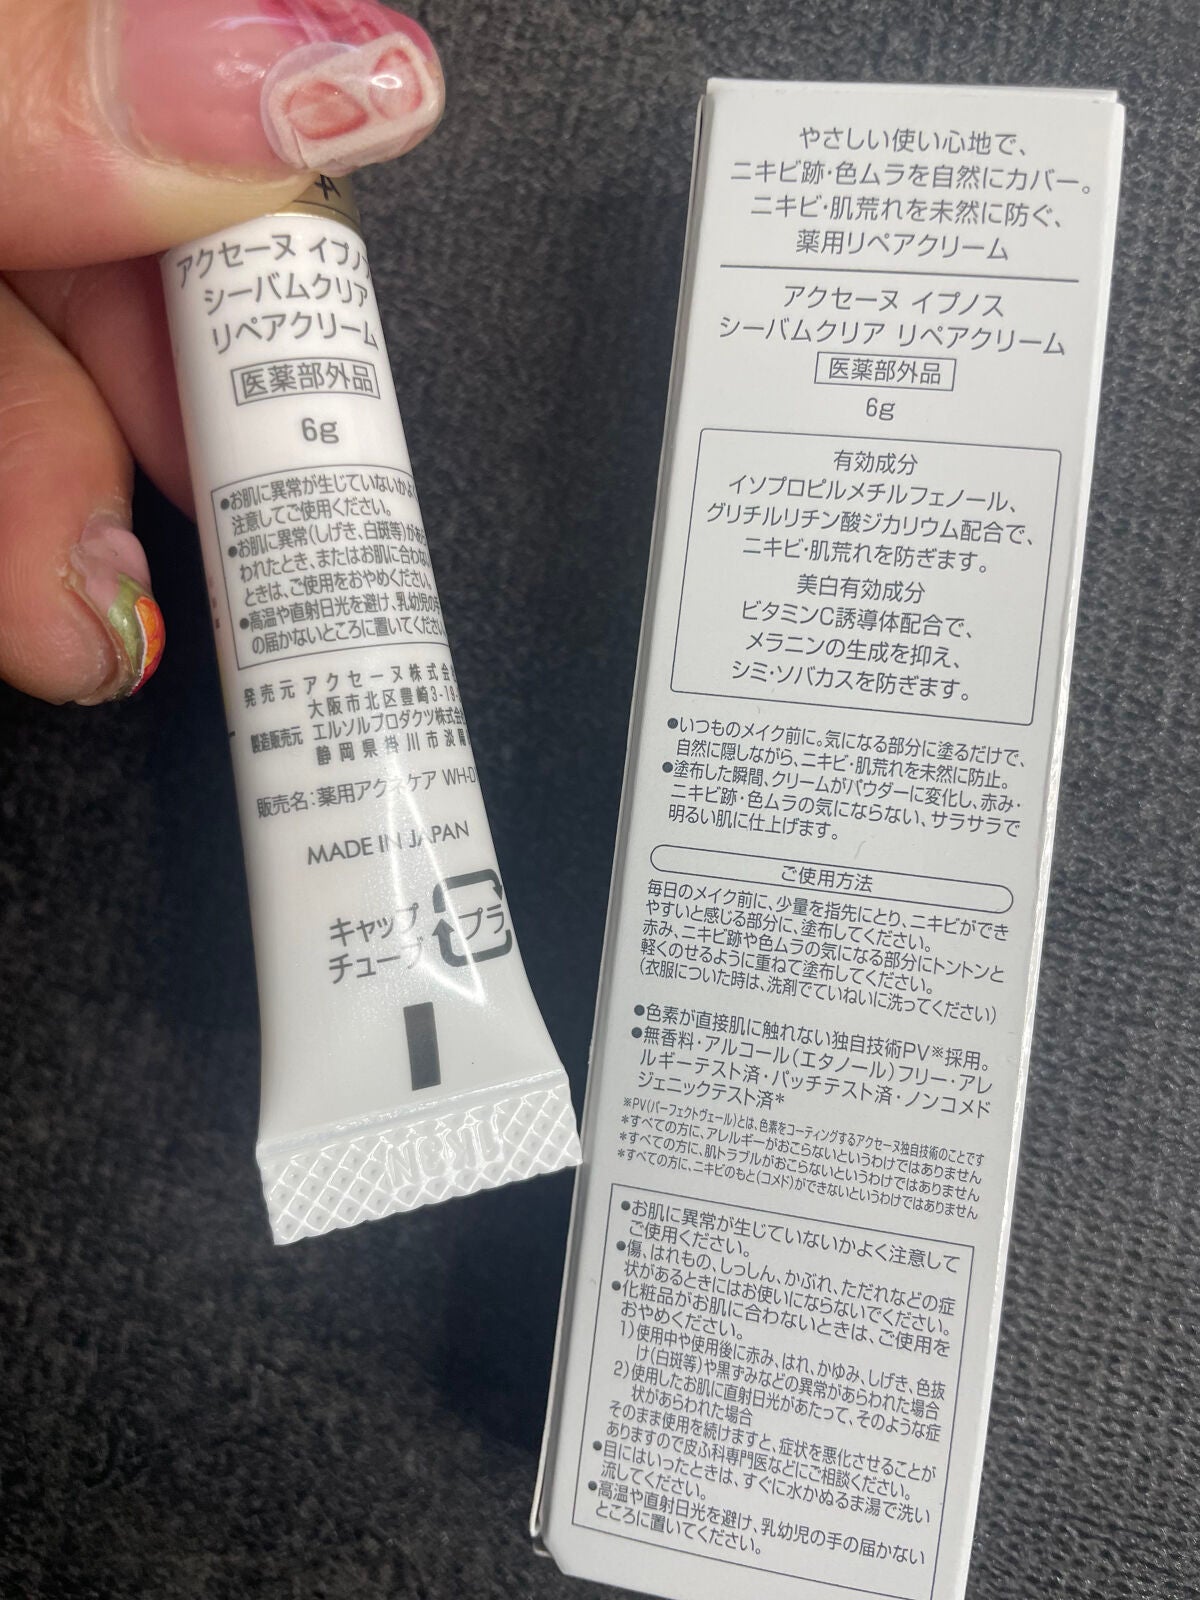 アクセーヌ イプノ
シーバムクリア
リペアクリーム
医薬部外品
6g
●お肌に異常が生じていないかよ
注意してご使用ください。
●お肌に異常(しげき、白斑等)があ
われたとき、またはお肌に合わな
ときは、ご使用をおやめください。
●高温や直射日光を避け、乳幼児の手
の届かないところに置いてくださ
発売元 アクセーヌ株式会
大阪市北区豊崎3-19-
製造販売元 エルソルプロダクツ株式会
静岡県掛川市淡陽
販売名:薬用アクネケア WH-D
MADE IN JAPAN
キャップ
チューブ
プラ
やさしい使い心地で、
ニキビ跡・色ムラを自然にカバー。
ニキビ・肌荒れを未然に防ぐ、
薬用リペアクリーム
アクセーヌ イプノス
シーバムクリア リペアクリーム
医薬部外品
6g
有効成分
イソプロピルメチルフェノール、
グリチルリチン酸ジカリウム配合で、
ニキビ・肌荒れを防ぎます。
美白有効成分
ビタミンC誘導体配合で、
メラニンの生成を抑え、
シミ・ソバカスを防ぎます。
●いつものメイク前に。気になる部分に塗るだけで、
自然に隠しながら、ニキビ・肌荒れを未然に防止。
●塗布した瞬間、クリームがパウダーに変化し、赤み・
ニキビ跡・色ムラの気にならない、サラサラで
明るい肌に仕上げます。
ご使用方法
毎日のメイク前に、少量を指先にとり、ニキビができ
やすいと感じる部分に、塗布してください。
赤み、ニキビ跡や色ムラの気になる部分にトントンと
軽くのせるように重ねて塗布してください。
(衣服についた時は、洗剤でていねいに洗ってください)
●色素が直接肌に触れない独自技術PV※採用。
●無香料・アルコール(エタノール)フリー・アレ
ルギーテスト済・パッチテスト済・ノンコメド
ジェニックテスト済*
※PV(パーフェクトヴェール)とは、色素をコーティングするアクセーヌ独自技術のことです
*すべての方に、アレルギーがおこらないというわけではありません
*すべての方に、肌トラブルがおこらないというわけではありません
*すべての方に、ニキビのもと(コメド)ができないというわけではありません
●お肌に異常が生じていないかよく注意して
ご使用ください。
●傷、はれもの、しっしん、かぶれ、ただれなどの症
状があるときにはお使いにならないでください。
●化粧品がお肌に合わないときは、ご使用を
おやめください。
1)使用中や使用後に赤み、はれ、かゆみ、しげき、色抜
け(白斑等)や黒ずみなどの異常があらわれた場合
2)使用したお肌に直射日光があたって、そのような症
状があらわれた場合
そのまま使用を続けますと、症状を悪化させることが
ありますので皮ふ科専門医などにご相談ください。
●目にはいったときは、すぐに水かぬるま湯で洗い
流してください。
●高温や直射日光を避け、乳幼児の手の届かない
ところに置いてください。